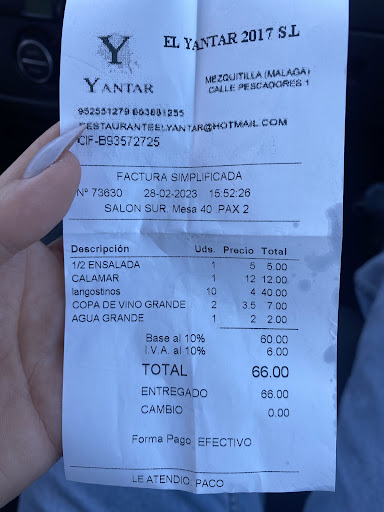 Y
YANTAR
EL YANTAR 2017 S.L
MEZQUITILLA (MALAGA)
CALLE PESCADORES 1
952551279 663881255
RESTAURANTEELYANTAR@HOTMAIL.COM
CIF-B93572725
FACTURA SIMPLIFICADA
Nº 73630 28-02-2023 15:52:26
SALON SUR. Mesa 40 PAX 2
Descripción Uds. Precio Total
1/2 ENSALADA 1 5 5.00
CALAMAR 1 12 12.00
langostinos 10 4 40.00
COPA DE VINO GRANDE 2 3.5 7.00
AGUA GRANDE 1 2 2.00
Base al 10% 60.00
I.V.A. al 10% 6.00
TOTAL 66.00
ENTREGADO 66.00
CAMBIO 0.00
Forma Pago EFECTIVO
LE ATENDIO: PACO